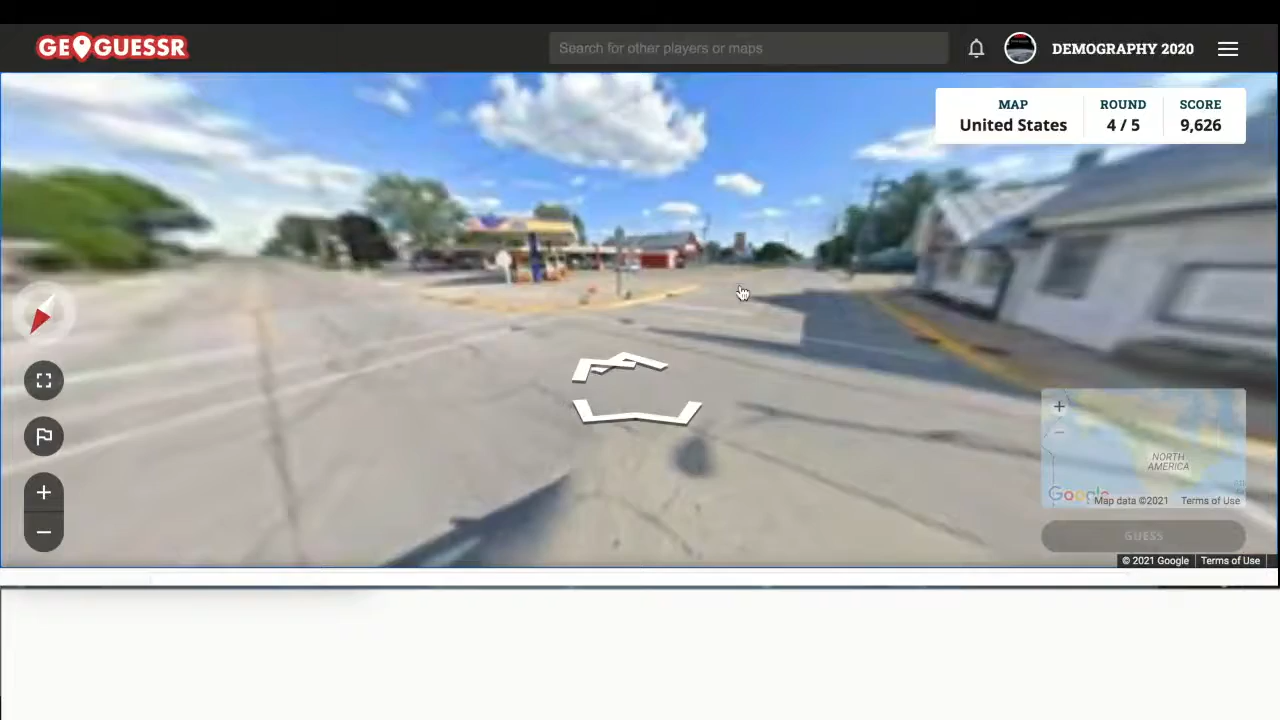 GEOGUESSR
Search for other players or maps
DEMOGRAPHY 2020
MAP
United States
ROUND
4 / 5
SCORE
9,626
+
−
NORTH
AMERICA
Google
Map data ©2021
Terms of Use
GUESS
+
−
© 2021 Google
Terms of Use